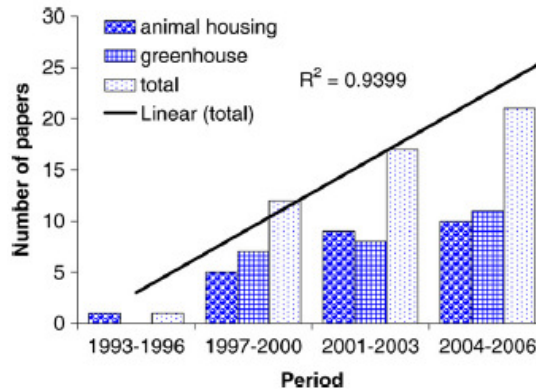 30
25
20
15
10
5
0
Number of papers
animal housing
greenhouse
total
Linear (total)
R² = 0.9399
1993-1996 1997-2000 2001-2003 2004-2006
Period